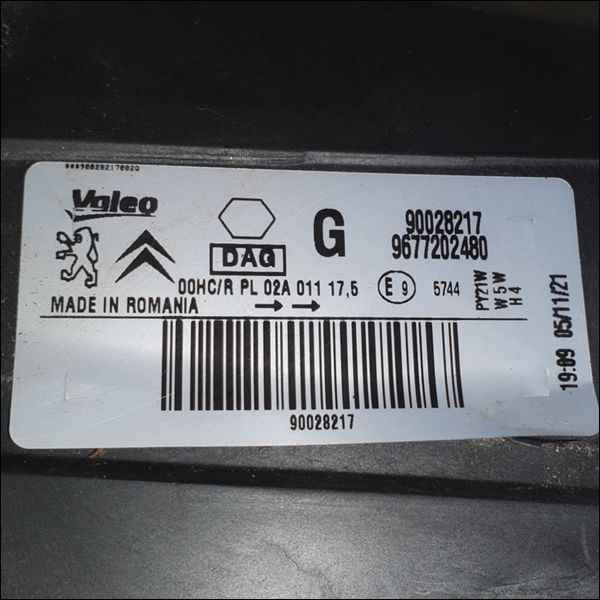 Valeo
G
90028217
9677202480
DAG
00HC/R PL 02A 011 17,5
E 9
5744
PY21W
W5W
H4
MADE IN ROMANIA
19:09 05/11/21
90028217